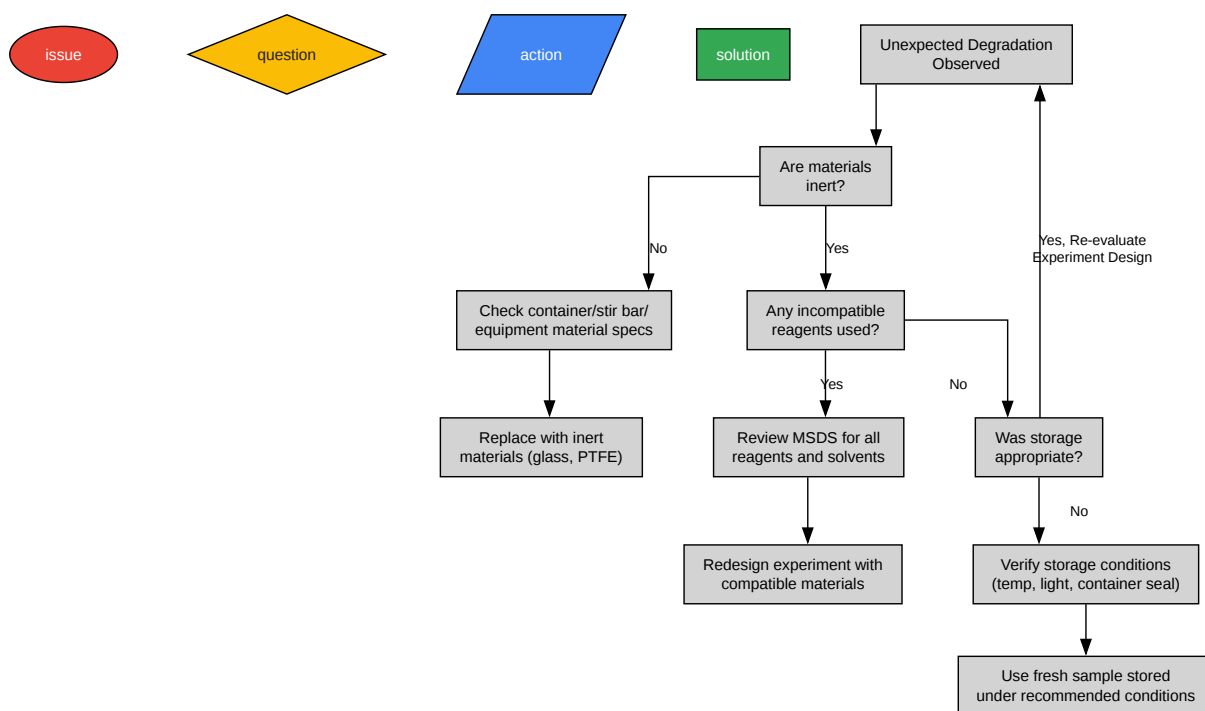 issue
question
action
solution
Unexpected Degradation
Observed
Are materials
inert?
No
Yes
Yes, Re-evaluate
Experiment Design
Check container/stir bar/
equipment material specs
Any incompatible
reagents used?
Yes
No
Replace with inert
materials (glass, PTFE)
Review MSDS for all
reagents and solvents
Was storage
appropriate?
No
Redesign experiment with
compatible materials
Verify storage conditions
(temp, light, container seal)
Use fresh sample stored
under recommended conditions